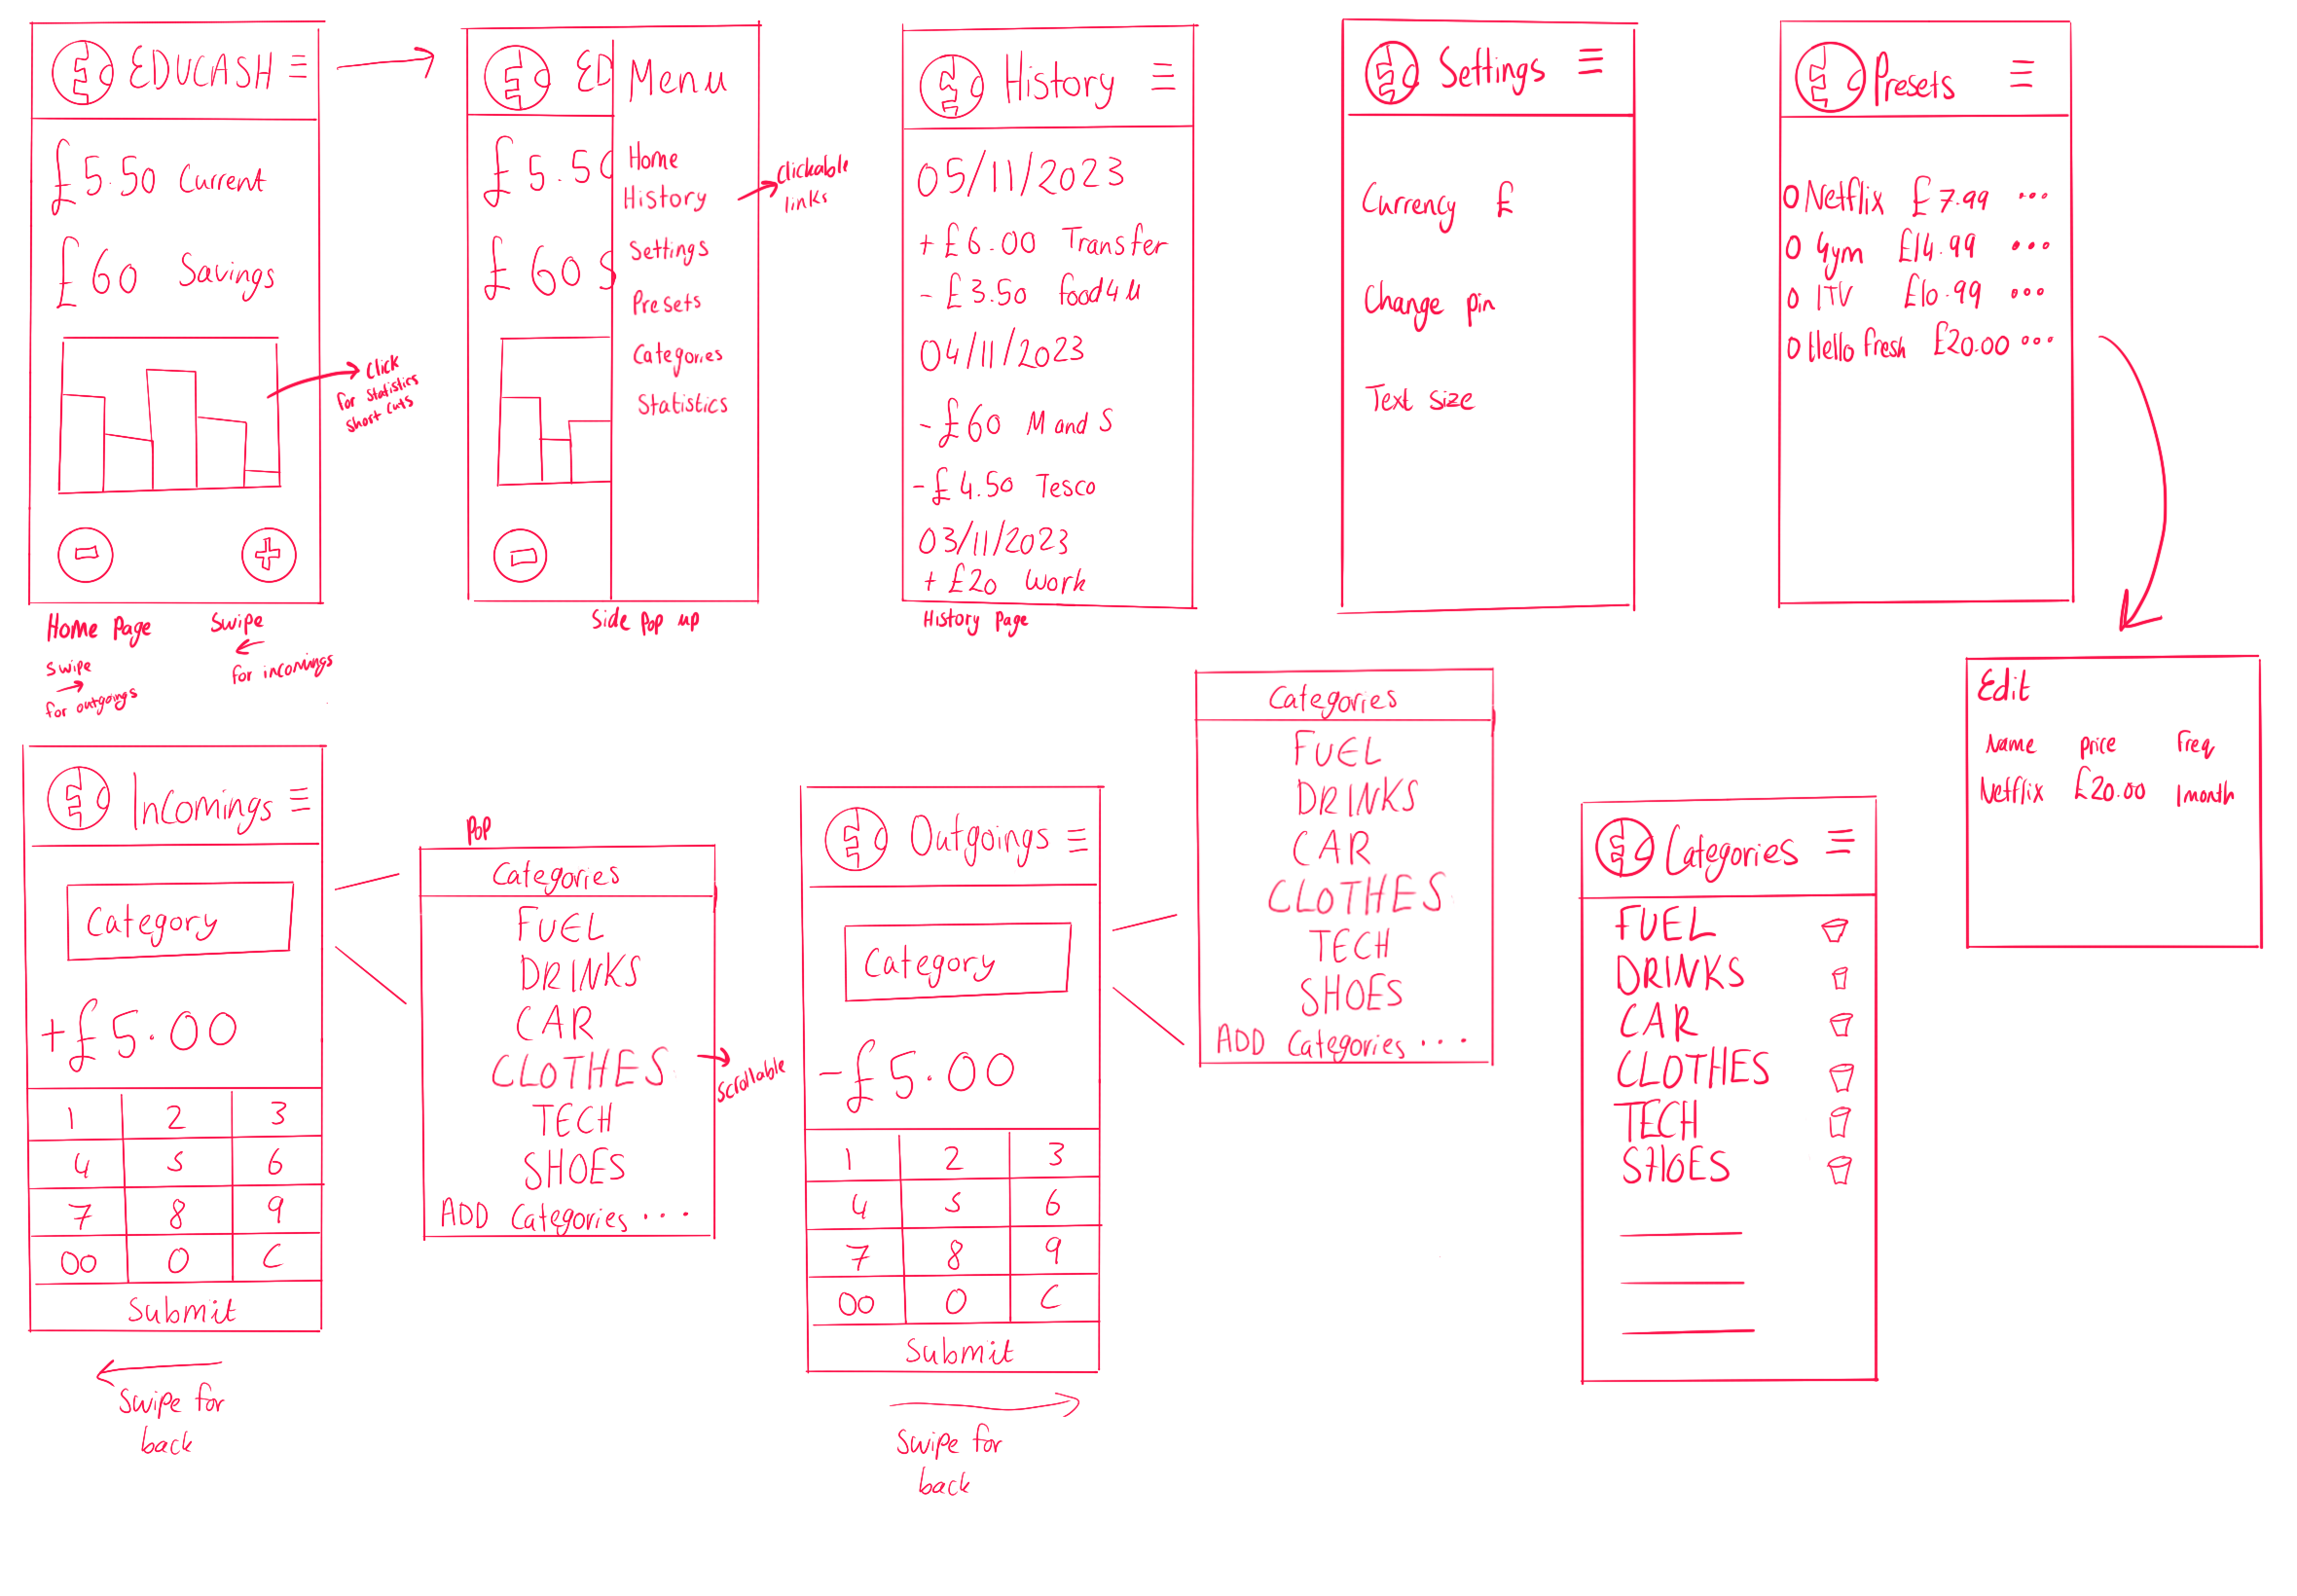 EDUCASH
£5.50 Current
£60 Savings
Click
for statistics
short cuts
Home Page
Swipe
for outgoings
Swipe
for incomings
ED
£5.50
£60 S
Menu
Home
History
Settings
Presets
Categories
Statistics
Clickable
links
Side Pop up
History
05/11/2023
+ £6.00 Transfer
- £3.50 food4u
04/11/2023
- £60 M and S
- £4.50 Tesco
03/11/2023
+ £20 Work
History Page
Settings
Currency £
Change pin
Text size
Presets
O Netflix £7.99 ...
O Gym £14.99 ...
O ITV £10.99 ...
O Hello fresh £20.00 ...
Edit
Name Price Freq
Netflix £20.00 1month
Incomings
Category
+£5.00
1 2 3
4 5 6
7 8 9
00 0 C
Submit
Swipe for
back
POP
Categories
FUEL
DRINKS
CAR
CLOTHES
TECH
SHOES
ADD Categories ...
Scrollable
Outgoings
Category
-£5.00
1 2 3
4 5 6
7 8 9
00 0 C
Submit
Swipe for
back
Categories
FUEL
DRINKS
CAR
CLOTHES
TECH
SHOES
ADD Categories ...
Categories
FUEL
DRINKS
CAR
CLOTHES
TECH
SHOES